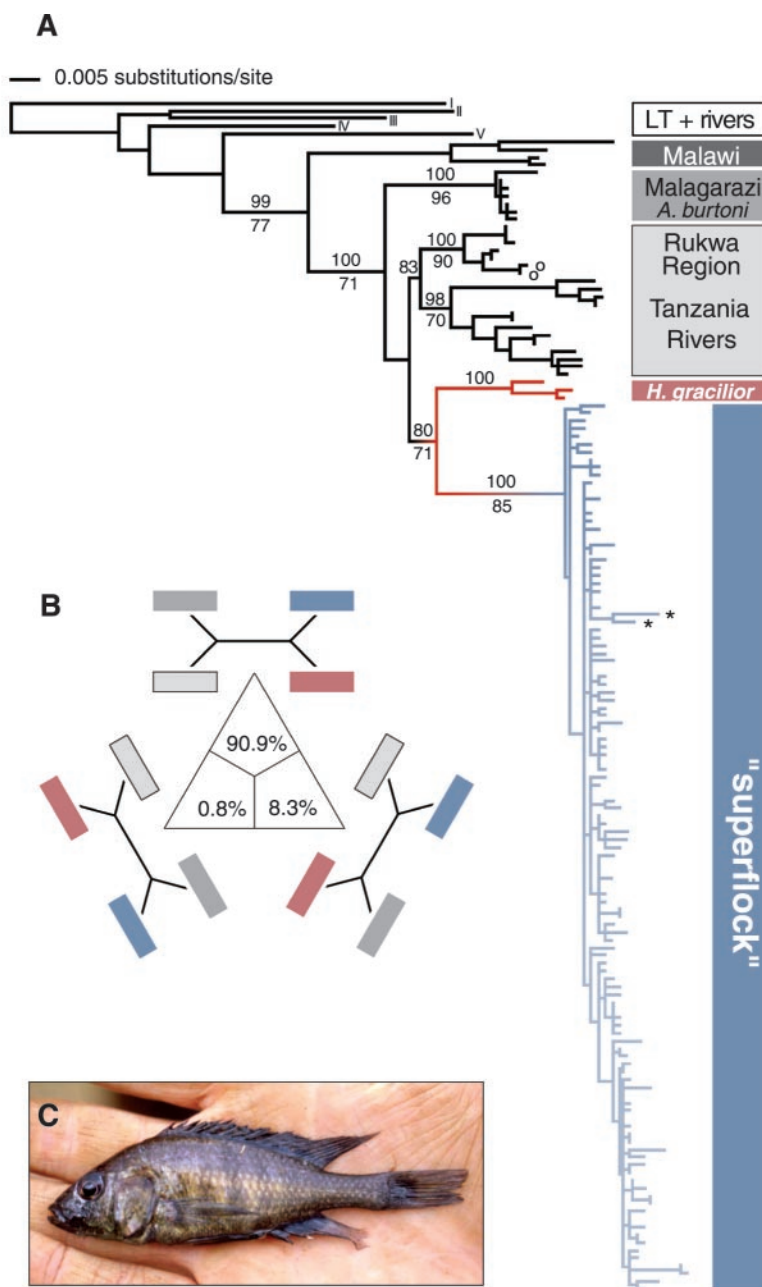 A
0.005 substitutions/site
I
II
III
IV
V
LT + rivers
Malawi
100
96
Malagarazi
A. burtoni
99
77
100
71
83
100
90
o o
98
70
Rukwa
Region
Tanzania
Rivers
100
H. gracilior
80
71
100
85
* *
"superflock"
B
90.9%
0.8%
8.3%
C